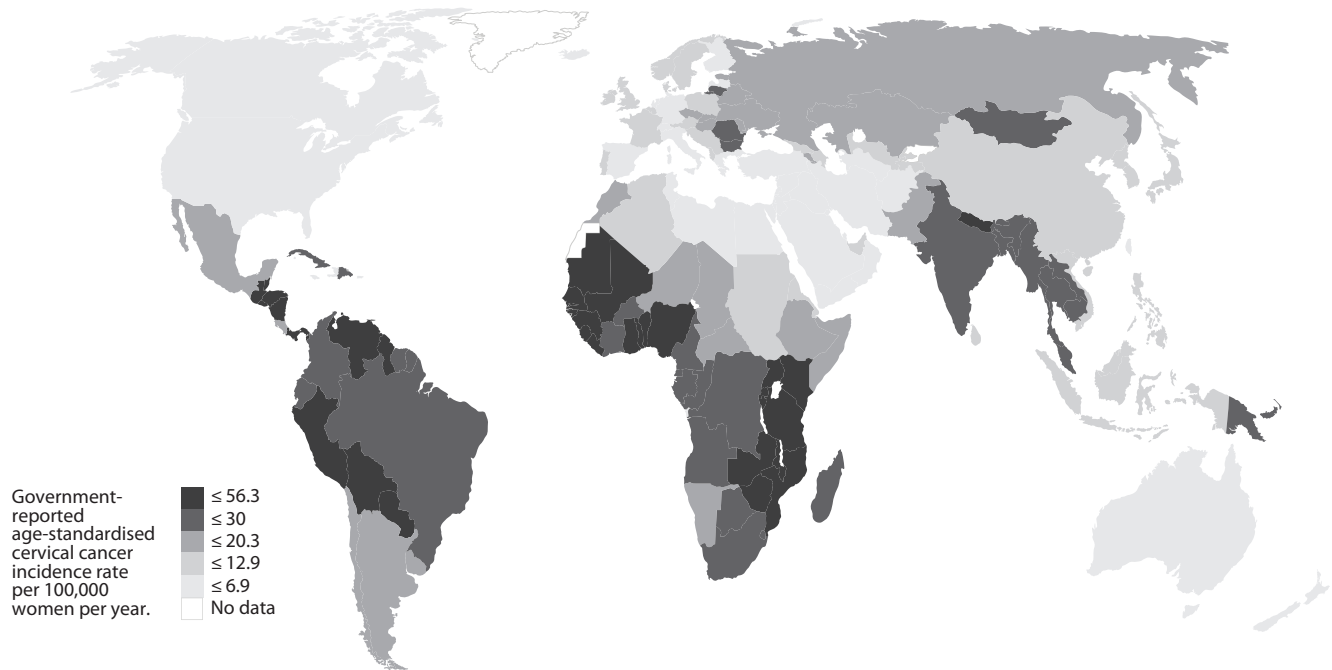 Government-
reported
age-standardised
cervical cancer
incidence rate
per 100,000
women per year.
≤ 56.3
≤ 30
≤ 20.3
≤ 12.9
≤ 6.9
No data